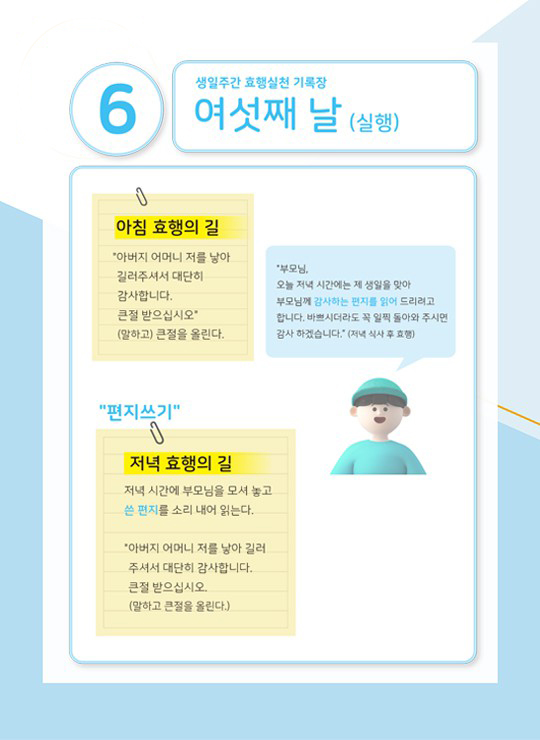 6
생일주간 효행실천 기록장
여섯째 날 (실행)
아침 효행의 길
"아버지 어머니 저를 낳아
길러주셔서 대단히
감사합니다.
큰절 받으십시오"
(말하고) 큰절을 올린다.
"부모님,
오늘 저녁 시간에는 제 생일을 맞아
부모님께 감사하는 편지를 읽어 드리려고
합니다. 바쁘시더라도 꼭 일찍 돌아와 주시면
감사 하겠습니다." (저녁 식사 후 효행)
"편지쓰기"
저녁 효행의 길
저녁 시간에 부모님을 모셔 놓고
쓴 편지를 소리 내어 읽는다.
"아버지 어머니 저를 낳아 길러
주셔서 대단히 감사합니다.
큰절 받으십시오.
(말하고 큰절을 올린다.)